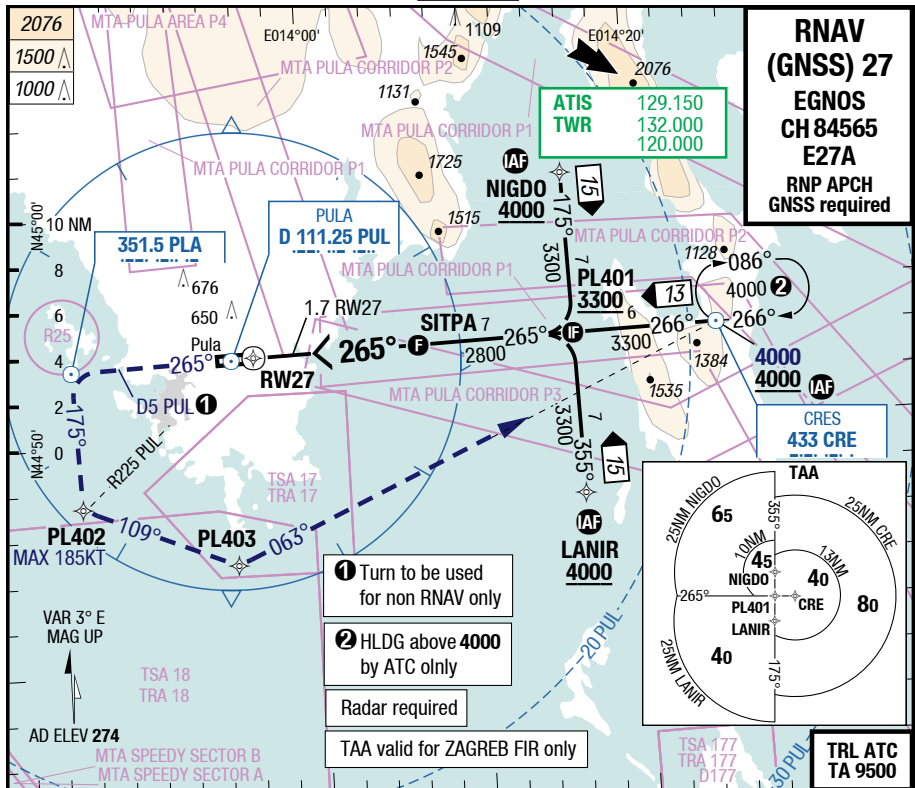 2076
1500
1000
MTA PULA AREA P4
E014°00'
1109
1545
MTA PULA CORRIDOR P2
E014°20'
2076
RNAV
(GNSS) 27
EGNOS
CH 84565
E27A
RNP APCH
GNSS required
ATIS 129.150
TWR 132.000
120.000
1131
MTA PULA CORRIDOR P1
MTA PULA CORRIDOR P1
1725
IAF
NIGDO
4000
15
175°
3300
7
N45°00'
10 NM
8
6
4
2
0
N44°50'
351.5 PLA
PULA
D 111.25 PUL
1515
MTA PULA CORRIDOR P2
MTA PULA CORRIDOR P1
1128
086°
4000 2
266°
676
650
1.7 RW27
R25
Pula
PL401
3300
13
SITPA 7
265°
F
2800
265°
IF
6
3300
266°
1384
1535
4000
4000
IAF
265°
RW27
D5 PUL 1
MTA PULA CORRIDOR P3
CRES
433 CRE
175°
R225 PUL
7
3300
355°
15
TSA 17
TRA 17
PL402
MAX 185KT
109°
PL403
063°
IAF
LANIR
4000
1 Turn to be used
for non RNAV only
2 HLDG above 4000
by ATC olnly
Radar required
TAA valid for ZAGREB FIR only
VAR 3° E
MAG UP
AD ELEV 274
TSA 18
TRA 18
MTA SPEEDY SECTOR B
MTA SPEEDY SECTOR A
20 PUL
30 PUL
TAA
25NM NIGDO
65
355°
25NM CRE
10NM
45
13NM
40
NIGDO
265°
PL401
CRE
80
LANIR
40
25NM LANIR
175°
TSA 177
TRA 177
D177
TRL ATC
TA 9500